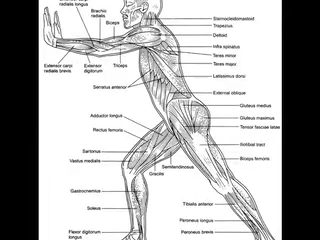 radialis longus
Brachio
radialis
Biceps
Sternocleidomastoid
Trapezius
Deltoid
Infra spinatus
Teres minor
Teres major
Latissimus dorsi
Extensor carpi
radialis brevis
Extensor
digitorum
Triceps
Serratus anterior
External oblique
Gluteus medius
Gluteus maximus
Tensor fasciae latae
Adductor longus
Rectus femoris
Sartorius
Vastus medialis
Iliotibial tract
Biceps femoris
Semitendinosus
Gracilis
Gastrocnemius
Soleus
Tibialis anterior
Peroneus longus
Peroneus brevis
Flexor digitorum
longus